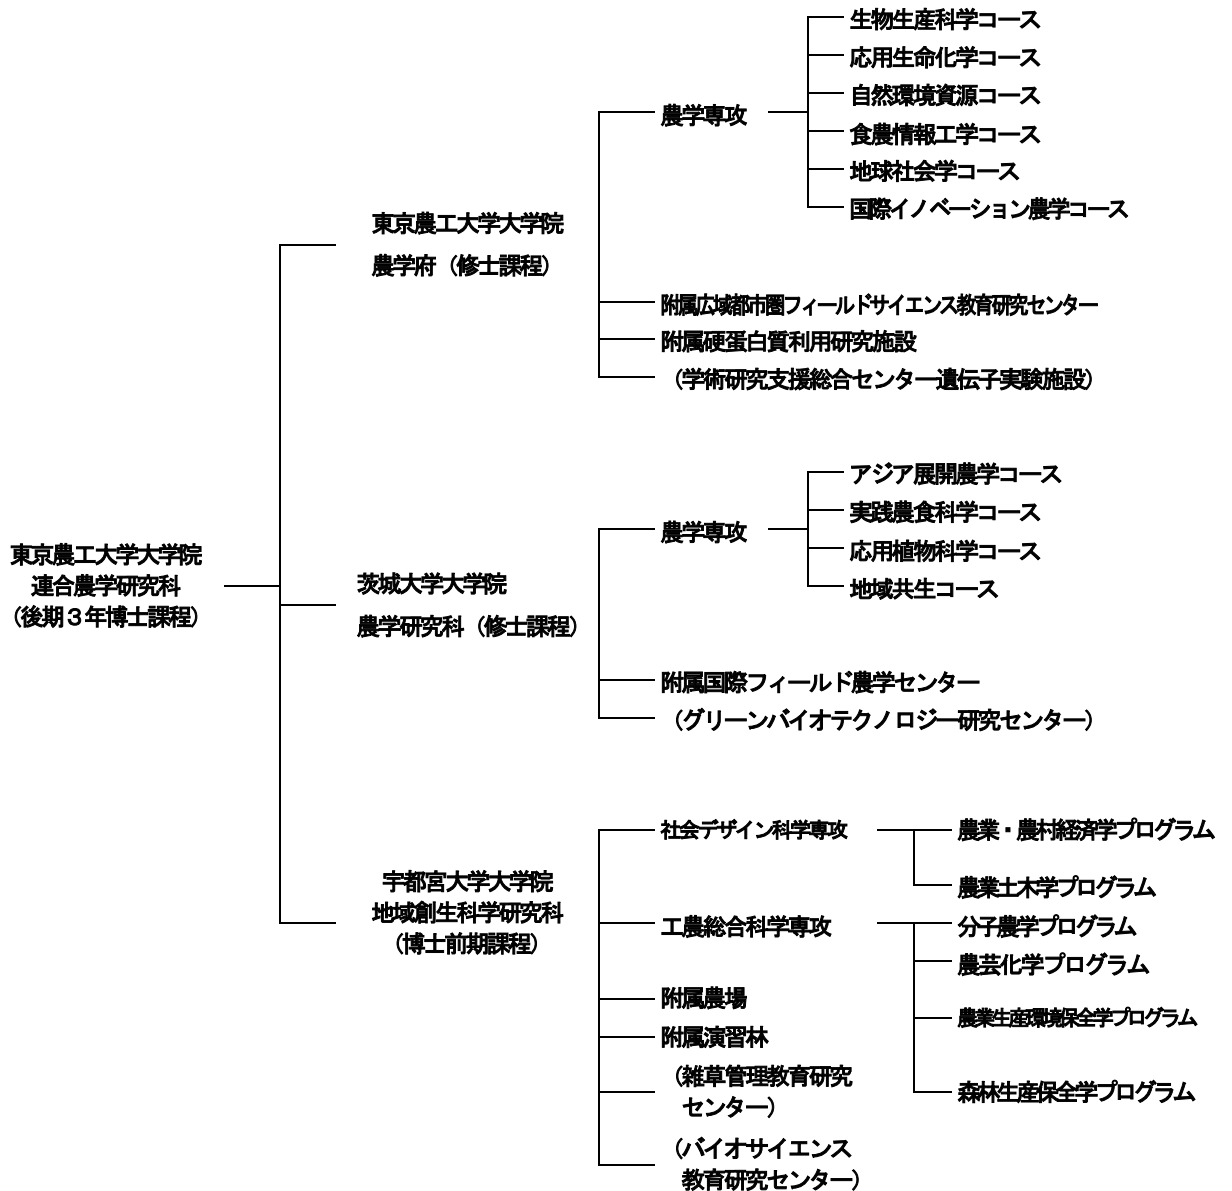 生物生産科学コース
応用生命化学コース
自然環境資源コース
農学専攻
食農情報工学コース
地球社会学コース
国際イノベーション農学コース
東京農工大学大学院
農学府（修士課程）
附属広域都市圏フィールドサイエンス教育研究センター
附属硬蛋白質利用研究施設
（学術研究支援総合センター遺伝子実験施設）
アジア展開農学コース
実践農食科学コース
農学専攻
応用植物科学コース
地域共生コース
東京農工大学大学院
連合農学研究科
（後期３年博士課程）
茨城大学大学院
農学研究科（修士課程）
附属国際フィールド農学センター
（グリーンバイオテクノロジー研究センター）
社会デザイン科学専攻
農業・農村経済学プログラム
農業土木学プログラム
宇都宮大学大学院
地域創生科学研究科
（博士前期課程）
工農総合科学専攻
分子農学プログラム
農芸化学プログラム
附属農場
農業生産環境保全学プログラム
附属演習林
（雑草管理教育研究
センター）
森林生産保全学プログラム
（バイオサイエンス
教育研究センター）